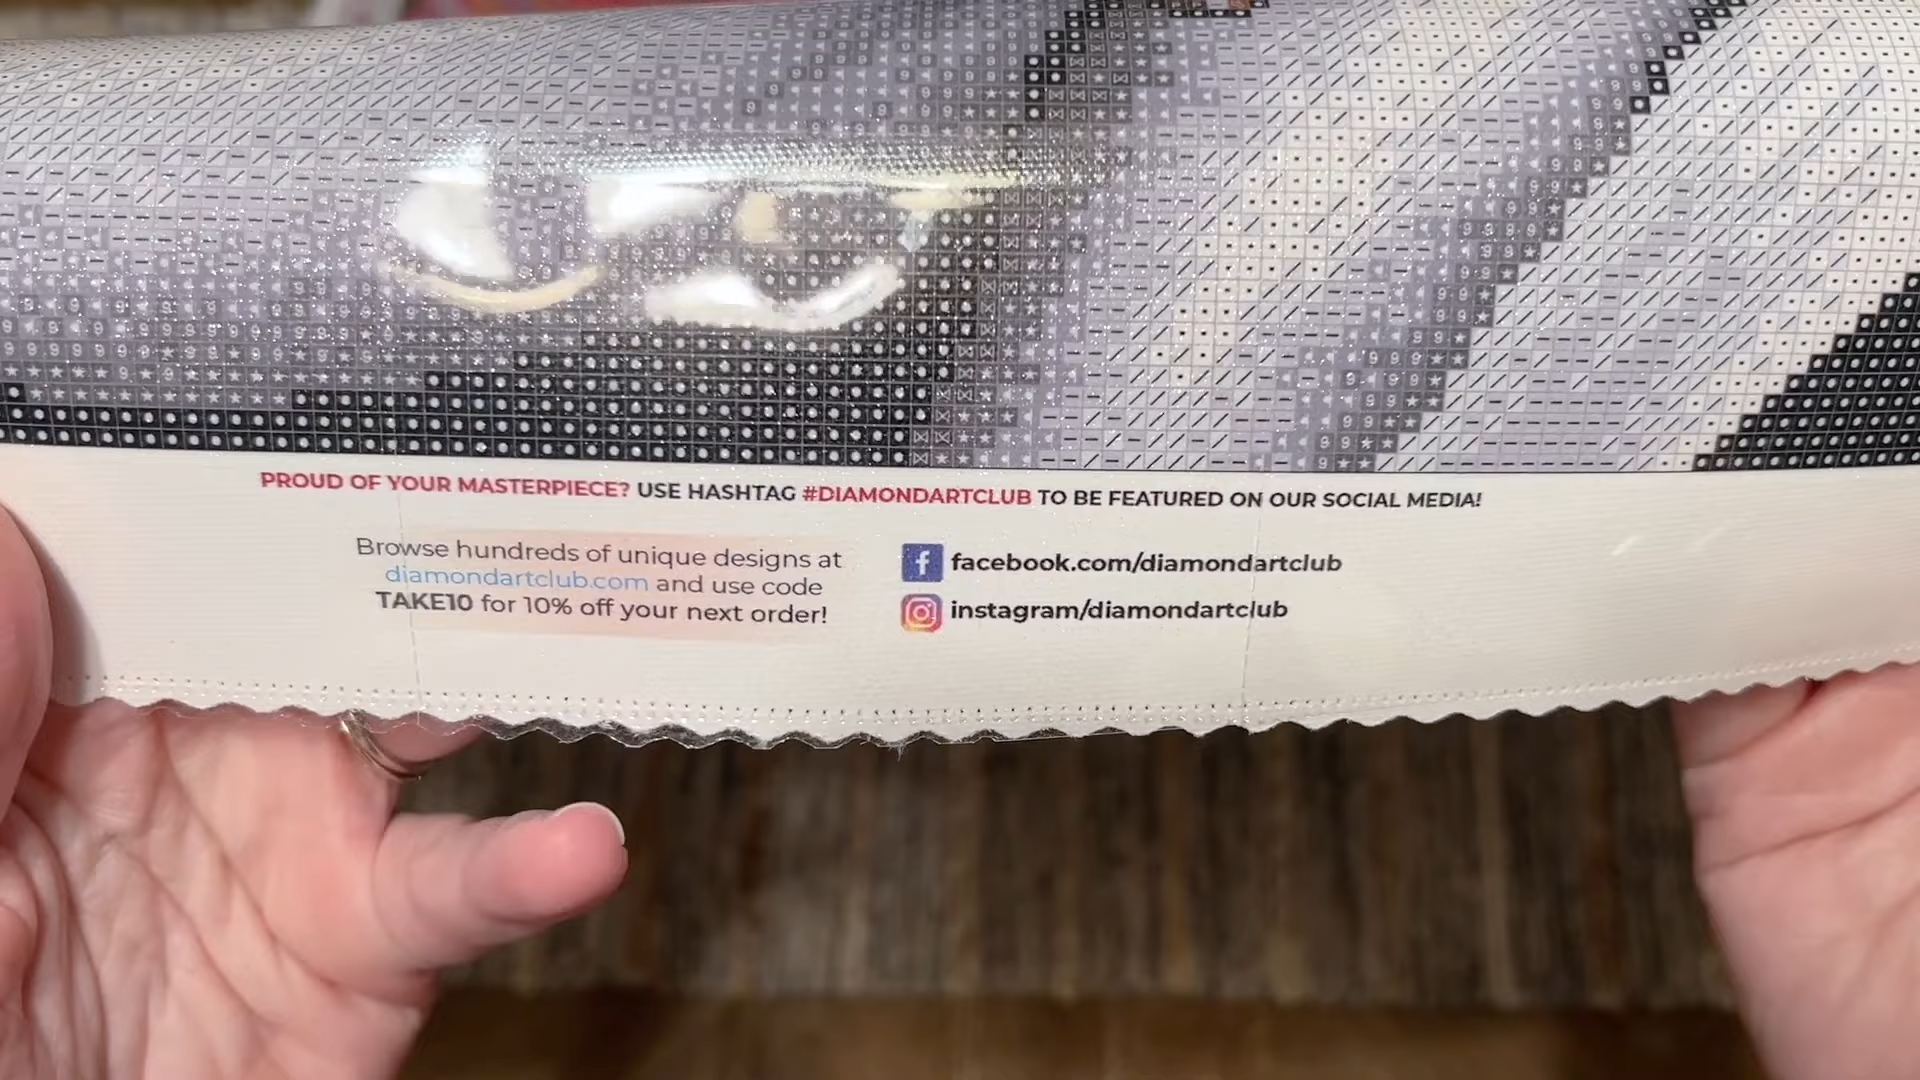 PROUD OF YOUR MASTERPIECE? USE HASHTAG #DIAMONDARTCLUB TO BE FEATURED ON OUR SOCIAL MEDIA!
Browse hundreds of unique designs at
diamondartclub.com and use code
TAKE10 for 10% off your next order!
facebook.com/diamondartclub
instagram/diamondartclub